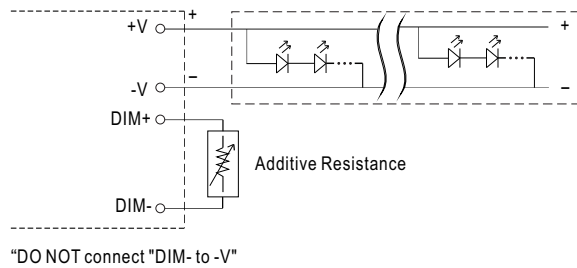 +V
+
+
-V
−
−
DIM+
Additive Resistance
DIM-
“DO NOT connect "DIM- to -V"